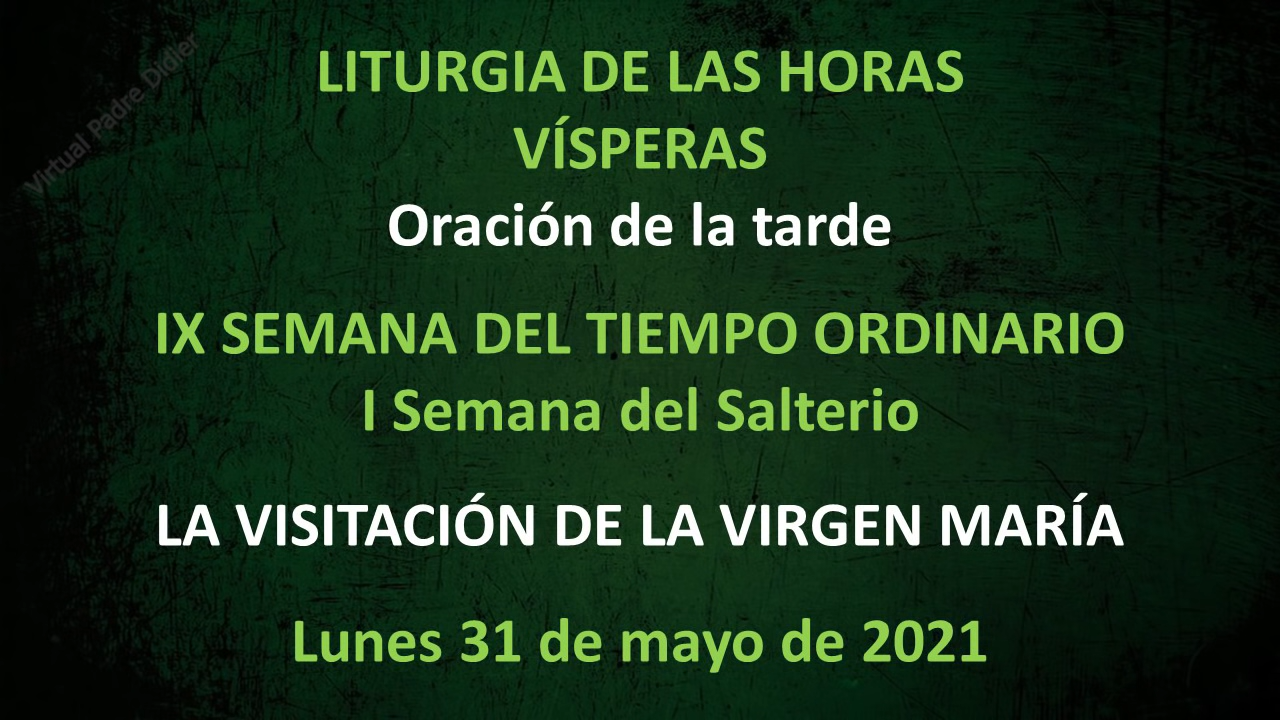 Virtual Padre Didier
LITURGIA DE LAS HORAS
VÍSPERAS
Oración de la tarde
IX SEMANA DEL TIEMPO ORDINARIO
I Semana del Salterio
LA VISITACIÓN DE LA VIRGEN MARÍA
Lunes 31 de mayo de 2021